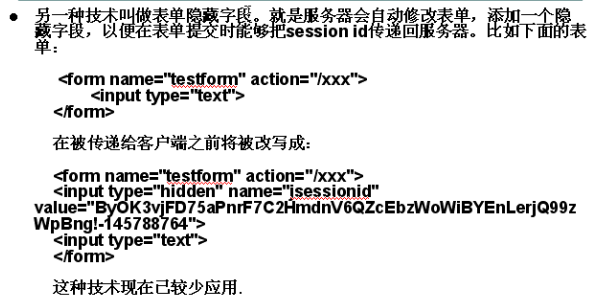 ● 另一种技术叫做表单隐藏字段。就是服务器会自动修改表单，添加一个隐
藏字段，以便在表单提交时能够把session id传递回服务器。比如下面的表
单：
<form name="testform" action="/xxx">
<input type="text">
</form>
在被传递给客户端之前将被改写成：
<form name="testform" action="/xxx">
<input type="hidden" name="jsessionid"
value="ByOK3vjFD75aPnrF7C2HmdnV6QZcEbzWoWiBYEnLerjQ99z
WpBng!-145788764">
<input type="text">
</form>
这种技术现在已较少应用.